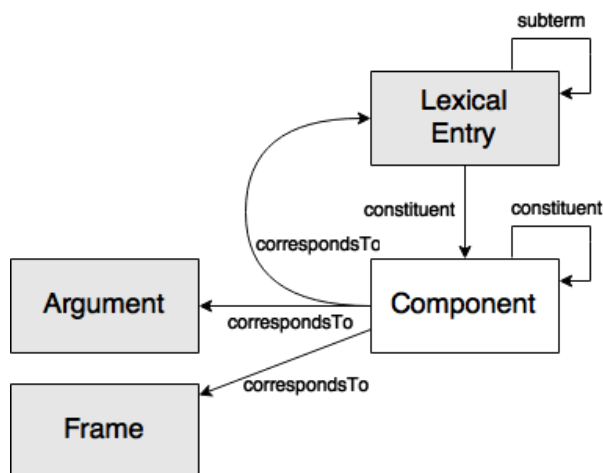 subterm
Lexical
Entry
constituent
constituent
correspondsTo
Argument
Component
correspondsTo
correspondsTo
Frame